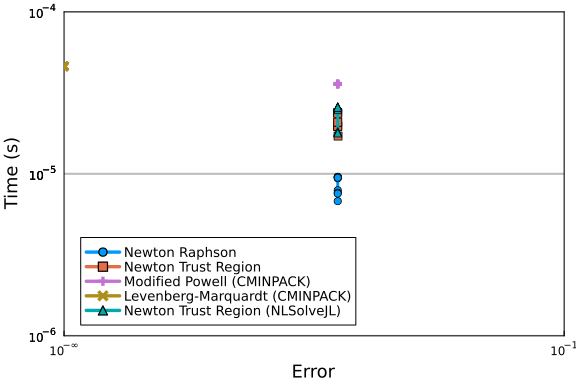 10⁻⁴
Time (s)
10⁻⁵
Newton Raphson
Newton Trust Region
Modified Powell (CMINPACK)
Levenberg-Marquardt (CMINPACK)
Newton Trust Region (NLSolveJL)
10⁻⁶
10^-∞
10⁻¹
Error